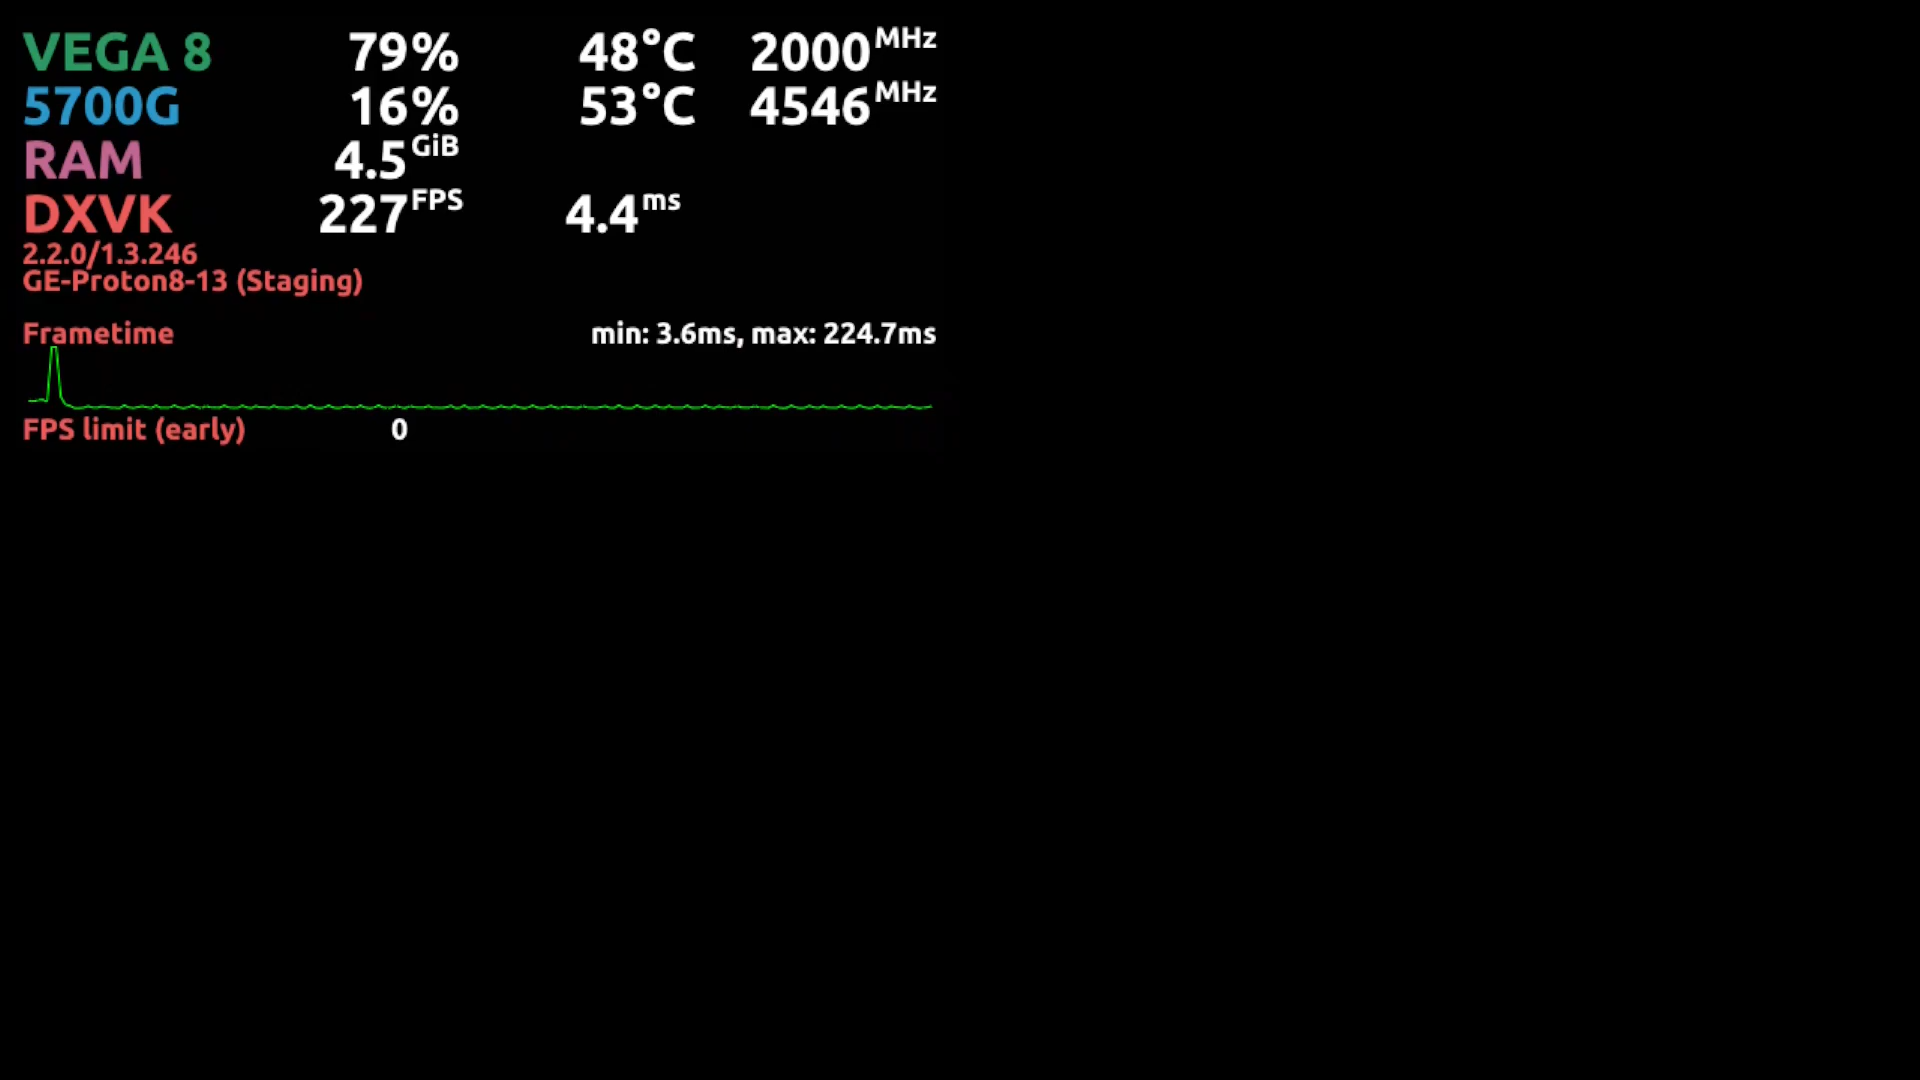 VEGA 8 79% 48°C 2000MHz
5700G 16% 53°C 4546MHz
RAM 4.5GiB
DXVK 227FPS 4.4ms
2.2.0/1.3.246
GE-Proton8-13 (Staging)
Frametime min: 3.6ms, max: 224.7ms
FPS limit (early) 0